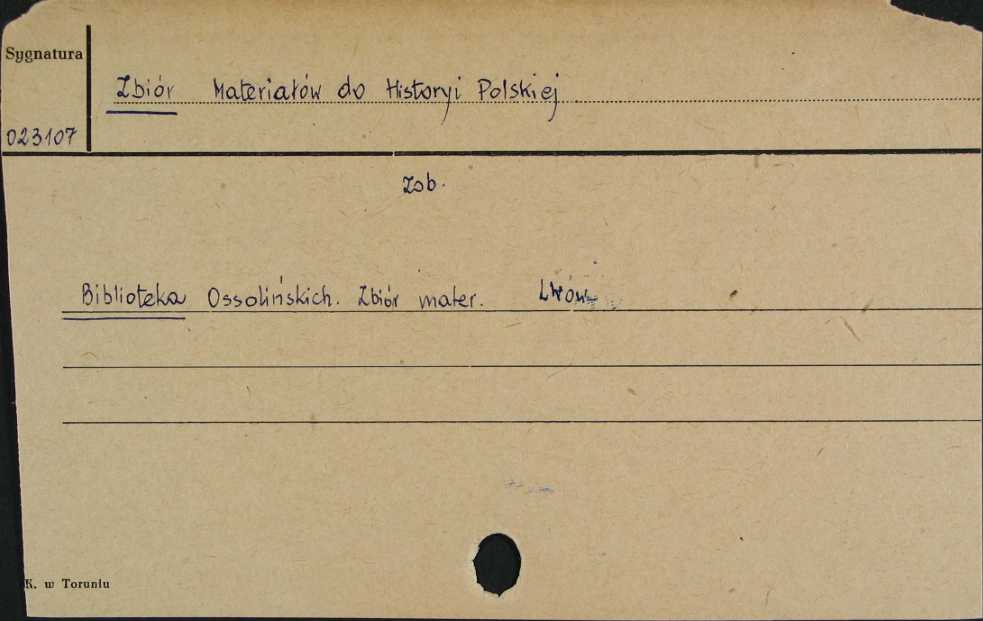 Sygnatura
Zbiór Materiałów do Historyi Polskiej
023107
Zob.
Biblioteka Ossolińskich. Zbiór mater. Lwów
K. w Toruniu